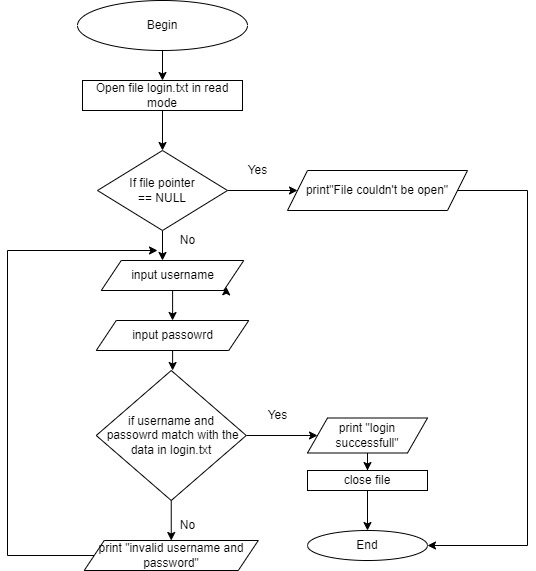 Begin
Open file login.txt in read
mode
If file pointer
== NULL
Yes
print"File couldn't be open"
No
input username
input passowrd
if username and
passowrd match with the
data in login.txt
Yes
print "login
successfull"
close file
No
print "invalid username and
password"
End